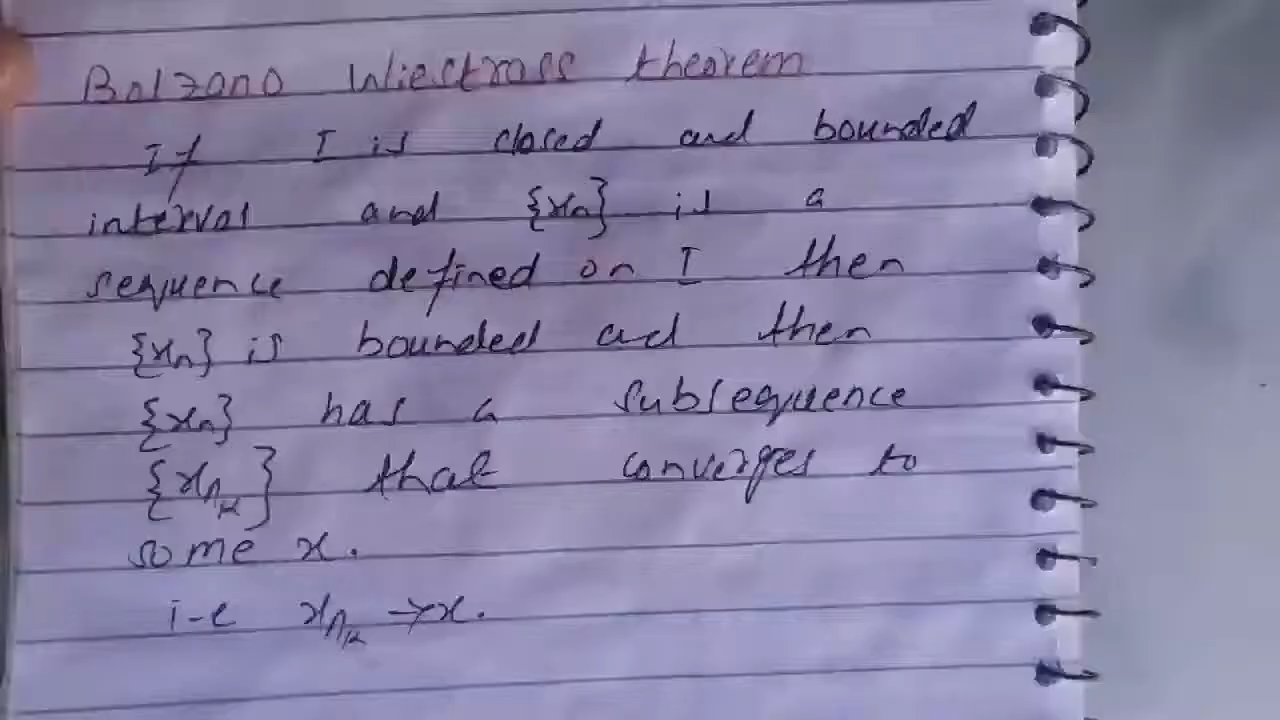 Bolzano Wiestrass theorem
If I is closed and bounded
interval and {xn} is a
sequence defined on I then
{xn} is bounded ad then
{xn} has a subsequence
{xnk} that converges to
some x.
i-e xnk → x.